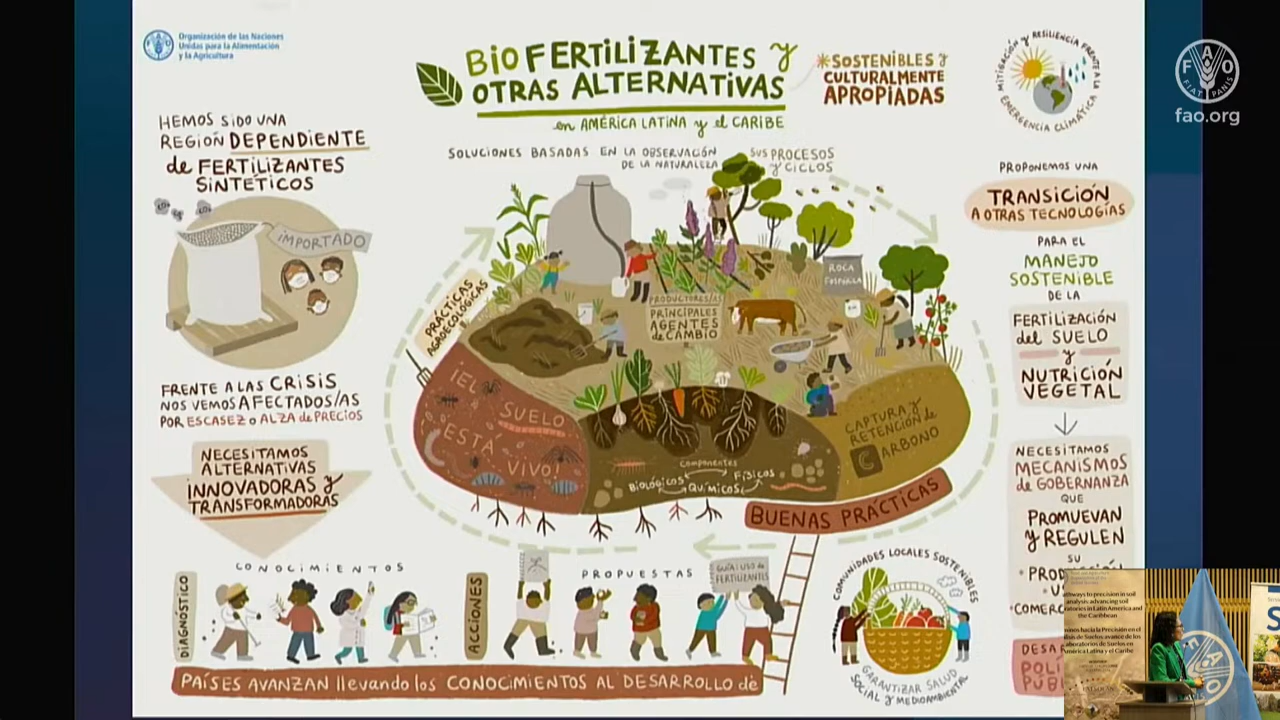 Organización de las Naciones
Unidas para la Alimentación
y la Agricultura
BIOFERTILIZANTES y
OTRAS ALTERNATIVAS
*SOSTENIBLES y
CULTURALMENTE
APROPIADAS
en AMÉRICA LATINA y el CARIBE
MITIGACIÓN y RESILIENCIA FRENTE A LA
EMERGENCIA CLIMÁTICA
FAO
FIAT PANIS
fao.org
HEMOS SIDO UNA
REGIÓN DEPENDIENTE
de FERTILIZANTES
SINTÉTICOS
IMPORTADO
FRENTE A LAS CRISIS,
NOS VEMOS AFECTADOS/AS
POR ESCASEZ o ALZA de PRECIOS
NECESITAMOS
ALTERNATIVAS
INNOVADORAS y
TRANSFORMADORAS
SOLUCIONES BASADAS EN LA OBSERVACIÓN
DE LA NATURALEZA
SUS PROCESOS
y CICLOS
PRÁCTICAS
AGROECOLÓGICAS
ROCA
FOSFÓRICA
PRODUCTORES/AS
PRINCIPALES
AGENTES
de CAMBIO
¡EL
SUELO
ESTÁ
VIVO!
Componentes
Biológicos
Químicos
Físicos
CAPTURA y
RETENCIÓN de
CARBONO
BUENAS PRÁCTICAS
PROPONEMOS UNA
TRANSICIÓN
A OTRAS TECNOLOGÍAS
PARA EL
MANEJO
SOSTENIBLE
DE LA
FERTILIZACIÓN
del SUELO
y
NUTRICIÓN
VEGETAL
NECESITAMOS
MECANISMOS
de GOBERNANZA
QUE
PROMUEVAN
y REGULEN
SU
CONOCIMIENTOS
DIAGNÓSTICO
ACCIONES
PROPUESTAS
GUÍA: USO de
FERTILIZANTES
PAÍSES AVANZAN llevando los CONOCIMIENTOS AL DESARROLLO de
COMUNIDADES LOCALES SOSTENIBLES
GARANTIZAR SALUD
SOCIAL y MEDIOAMBIENTAL